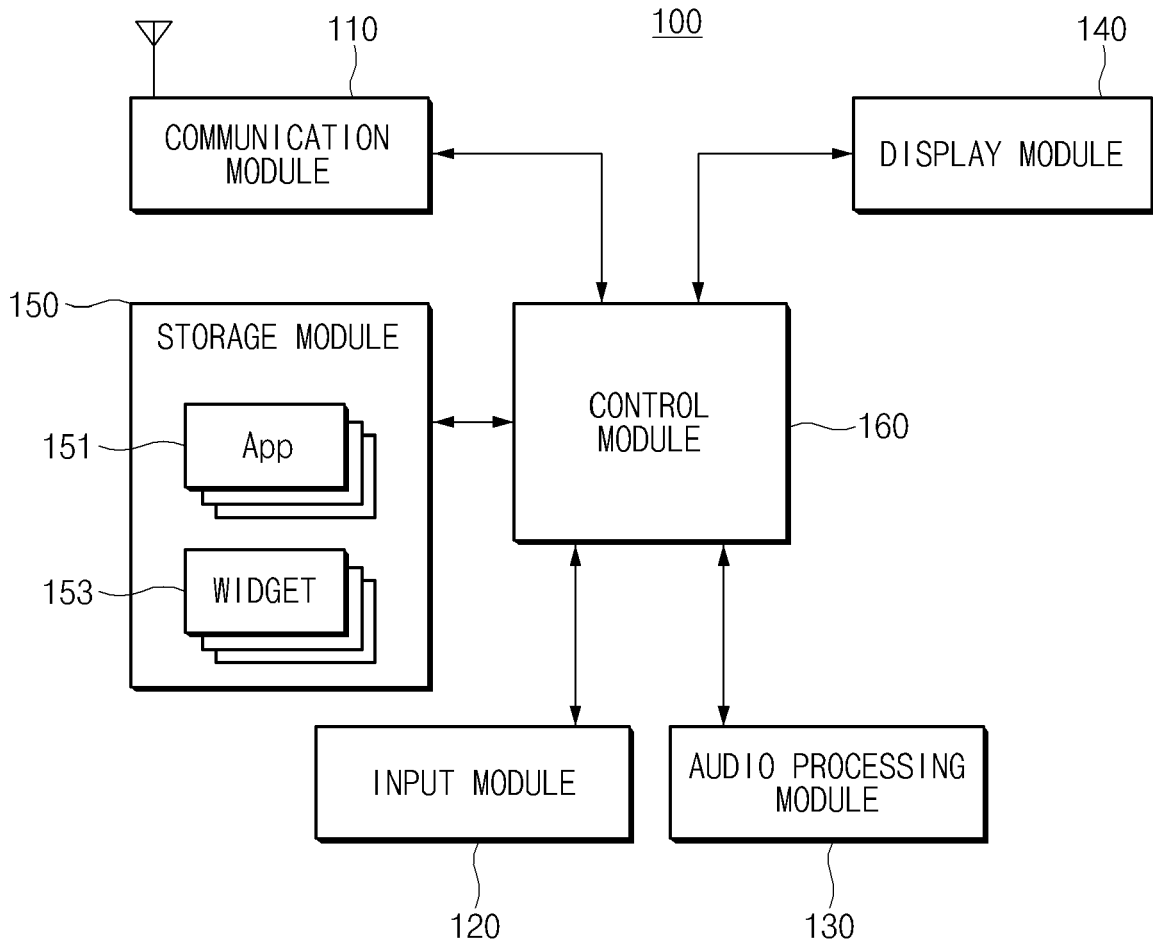 100
110
140
COMMUNICATION
MODULE
DISPLAY MODULE
150
STORAGE MODULE
CONTROL
MODULE
160
151
App
153
WIDGET
INPUT MODULE
AUDIO PROCESSING
MODULE
120
130